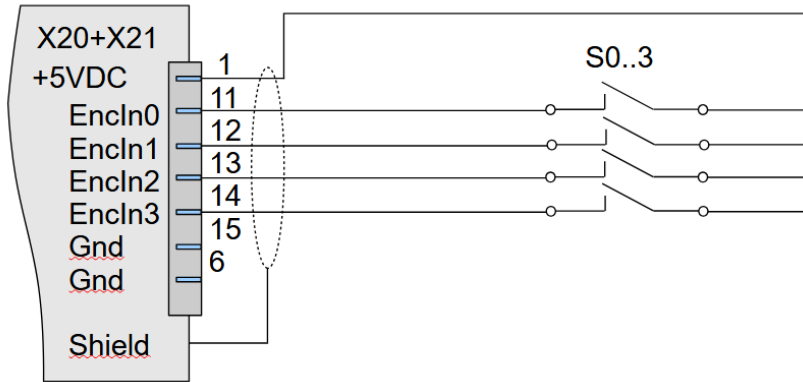 X20+X21
+5VDC 1
EncIn0 11
EncIn1 12
EncIn2 13
EncIn3 14
Gnd 15
Gnd 6
Shield
S0..3